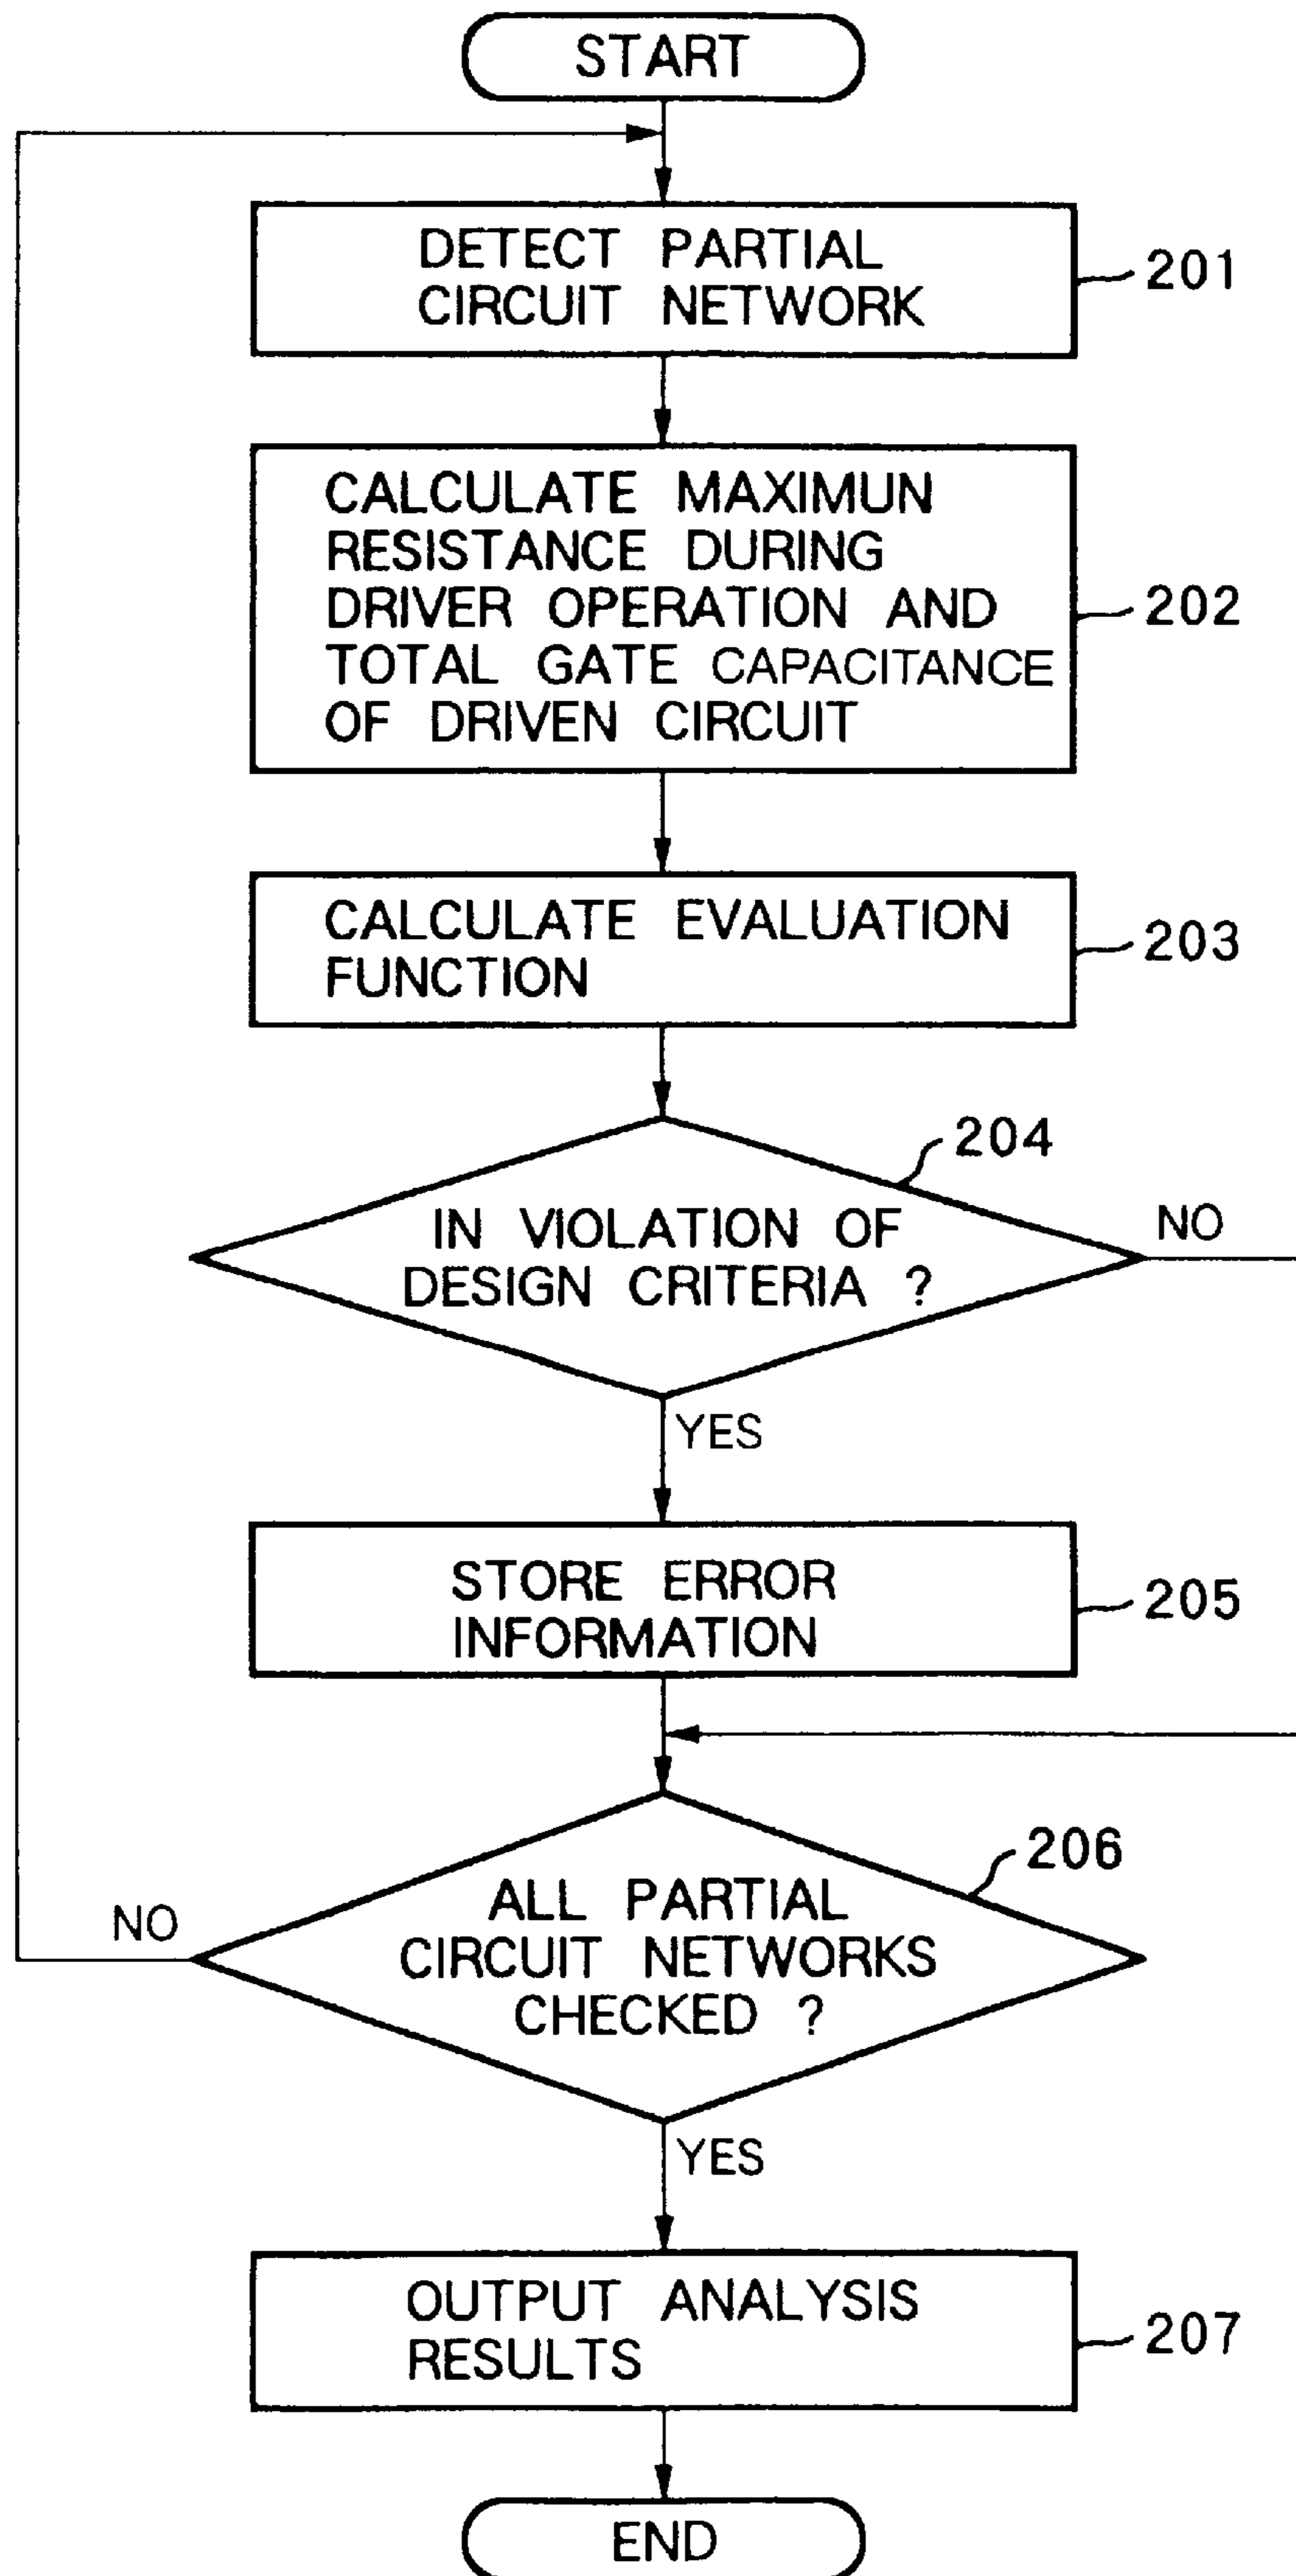 START
DETECT PARTIAL
CIRCUIT NETWORK
201
CALCULATE MAXIMUN
RESISTANCE DURING
DRIVER OPERATION AND
TOTAL GATE CAPACITANCE
OF DRIVEN CIRCUIT
202
CALCULATE EVALUATION
FUNCTION
203
204
IN VIOLATION OF
DESIGN CRITERIA ?
NO
YES
STORE ERROR
INFORMATION
205
206
ALL PARTIAL
CIRCUIT NETWORKS
CHECKED ?
NO
YES
OUTPUT ANALYSIS
RESULTS
207
END